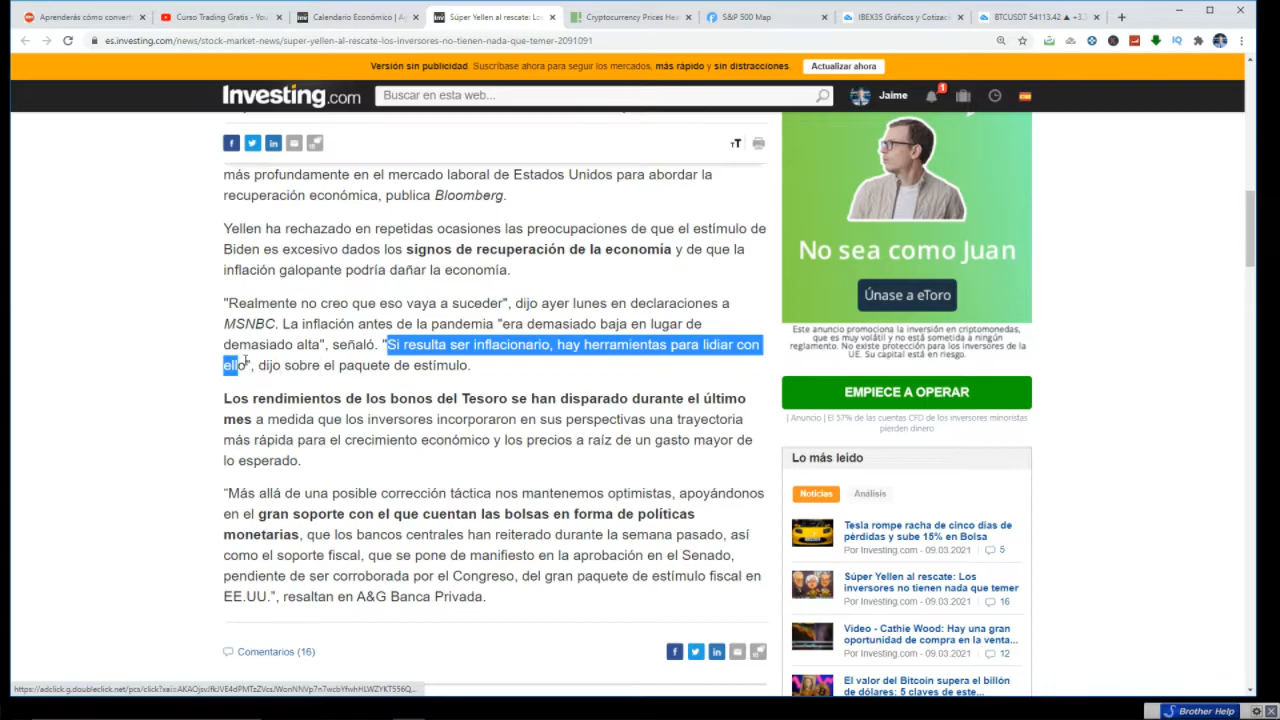 Aprenderás cómo convert
Curso Trading Gratis - You
Calendario Económico | Ag
Súper Yellen al rescate: Los
Cryptocurrency Prices Hea
S&P 500 Map
IBEX35 Gráficos y Cotizac
BTCUSDT 54113.42 ▲ +3.
es.investing.com/news/stock-market-news/super-yellen-al-rescate-los-inversores-no-tienen-nada-que-temer-2091091
Versión sin publicidad. Suscríbase ahora para seguir los mercados, más rápido y sin distracciones.
Actualizar ahora
Investing.com
Buscar en esta web...
Jaime
1
más profundamente en el mercado laboral de Estados Unidos para abordar la
recuperación económica, publica Bloomberg.
Yellen ha rechazado en repetidas ocasiones las preocupaciones de que el estímulo de
Biden es excesivo dados los signos de recuperación de la economía y de que la
inflación galopante podría dañar la economía.
"Realmente no creo que eso vaya a suceder", dijo ayer lunes en declaraciones a
MSNBC. La inflación antes de la pandemia "era demasiado baja en lugar de
demasiado alta", señaló. "Si resulta ser inflacionario, hay herramientas para lidiar con
ello", dijo sobre el paquete de estímulo.
Los rendimientos de los bonos del Tesoro se han disparado durante el último
mes a medida que los inversores incorporaron en sus perspectivas una trayectoria
más rápida para el crecimiento económico y los precios a raíz de un gasto mayor de
lo esperado.
“Más allá de una posible corrección táctica nos mantenemos optimistas, apoyándonos
en el gran soporte con el que cuentan las bolsas en forma de políticas
monetarias, que los bancos centrales han reiterado durante la semana pasado, así
como el soporte fiscal, que se pone de manifiesto en la aprobación en el Senado,
pendiente de ser corroborada por el Congreso, del gran paquete de estímulo fiscal en
EE.UU.”, resaltan en A&G Banca Privada.
Comentarios (16)
No sea como Juan
Únase a eToro
Este anuncio promociona la inversión en criptomonedas,
que es muy volátil y no está sometida a ningún
reglamento. No existe protección para los inversores de
la UE. Su capital está en riesgo.
EMPIECE A OPERAR
| Anuncio | El 57% de las cuentas CFD de los inversores minoristas
pierden dinero
Lo más leído
Noticias
Análisis
Tesla rompe racha de cinco días de
pérdidas y sube 15% en Bolsa
Por Investing.com - 09.03.2021 | 5
Súper Yellen al rescate: Los
inversores no tienen nada que temer
Por Investing.com - 09.03.2021 | 16
Video - Cathie Wood: Hay una gran
oportunidad de compra en la venta...
Por Investing.com - 09.03.2021 | 12
El valor del Bitcoin supera el billón
de dólares: 5 claves de este...
Brother Help